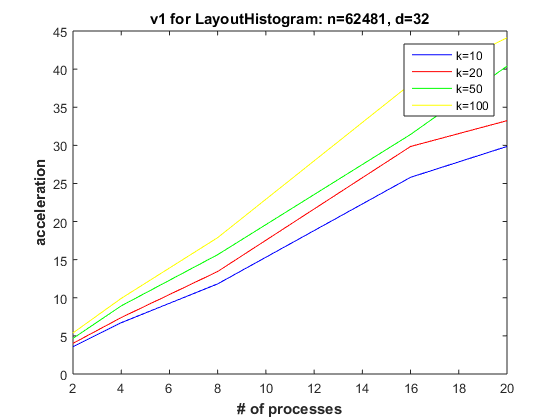 v1 for LayoutHistogram: n=62481, d=32
45
40
35
30
25
20
15
10
5
0
acceleration
k=10
k=20
k=50
k=100
2 4 6 8 10 12 14 16 18 20
# of processes